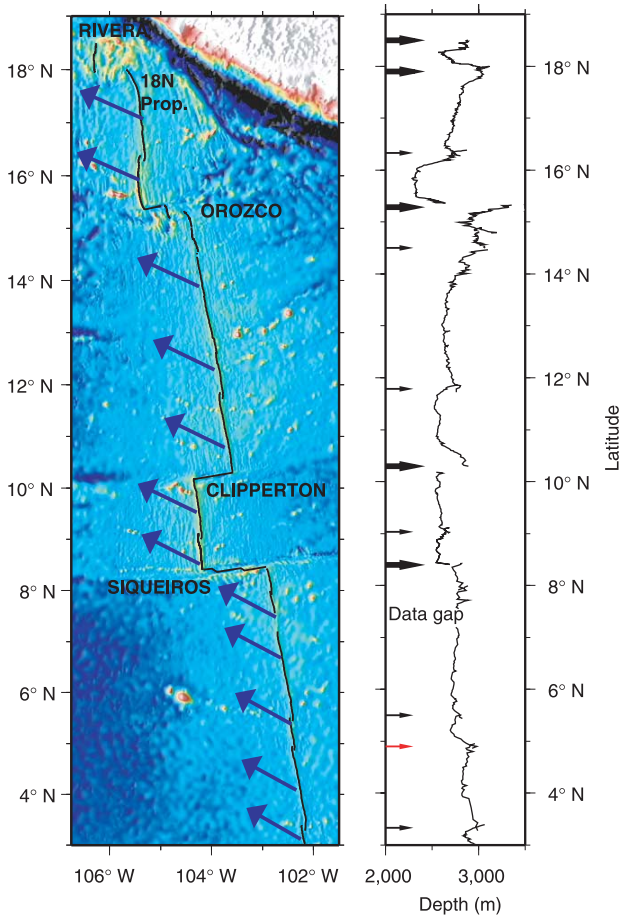 RIVERA
18N
Prop.
OROZCO
CLIPPERTON
SIQUEIROS
18° N
16° N
14° N
12° N
10° N
8° N
6° N
4° N
106° W
104° W
102° W
Data gap
18° N
16° N
14° N
12° N
10° N
8° N
6° N
4° N
Latitude
2,000
3,000
Depth (m)